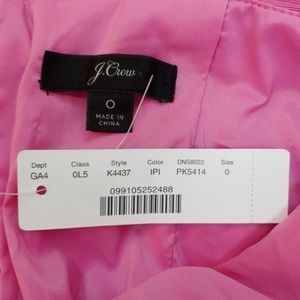 J.Crew
0
MADE IN
CHINA
Dept Class Style Color DNS8022 Size
GA4 0L5 K4437 IPI PK5414 0
099105252488